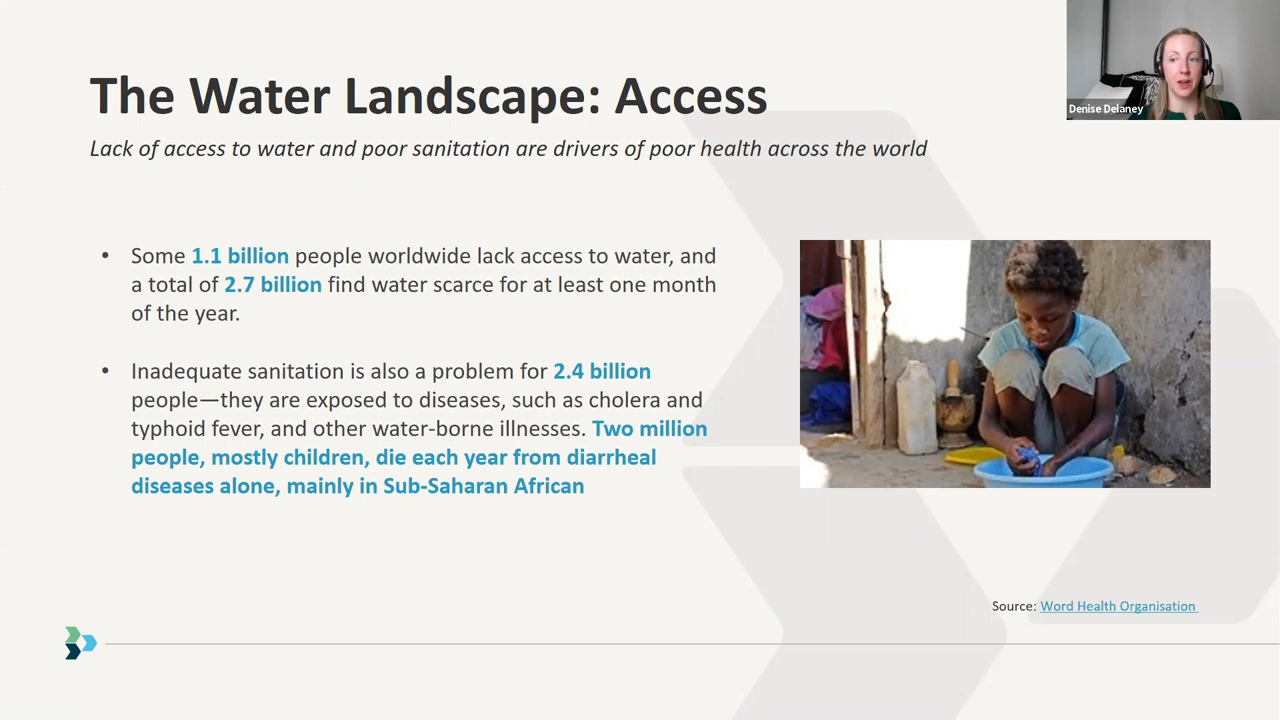 The Water Landscape: Access
Denise Delaney
Lack of access to water and poor sanitation are drivers of poor health across the world
• Some 1.1 billion people worldwide lack access to water, and
a total of 2.7 billion find water scarce for at least one month
of the year.
• Inadequate sanitation is also a problem for 2.4 billion
people—they are exposed to diseases, such as cholera and
typhoid fever, and other water-borne illnesses. Two million
people, mostly children, die each year from diarrheal
diseases alone, mainly in Sub-Saharan African
Source: Word Health Organisation